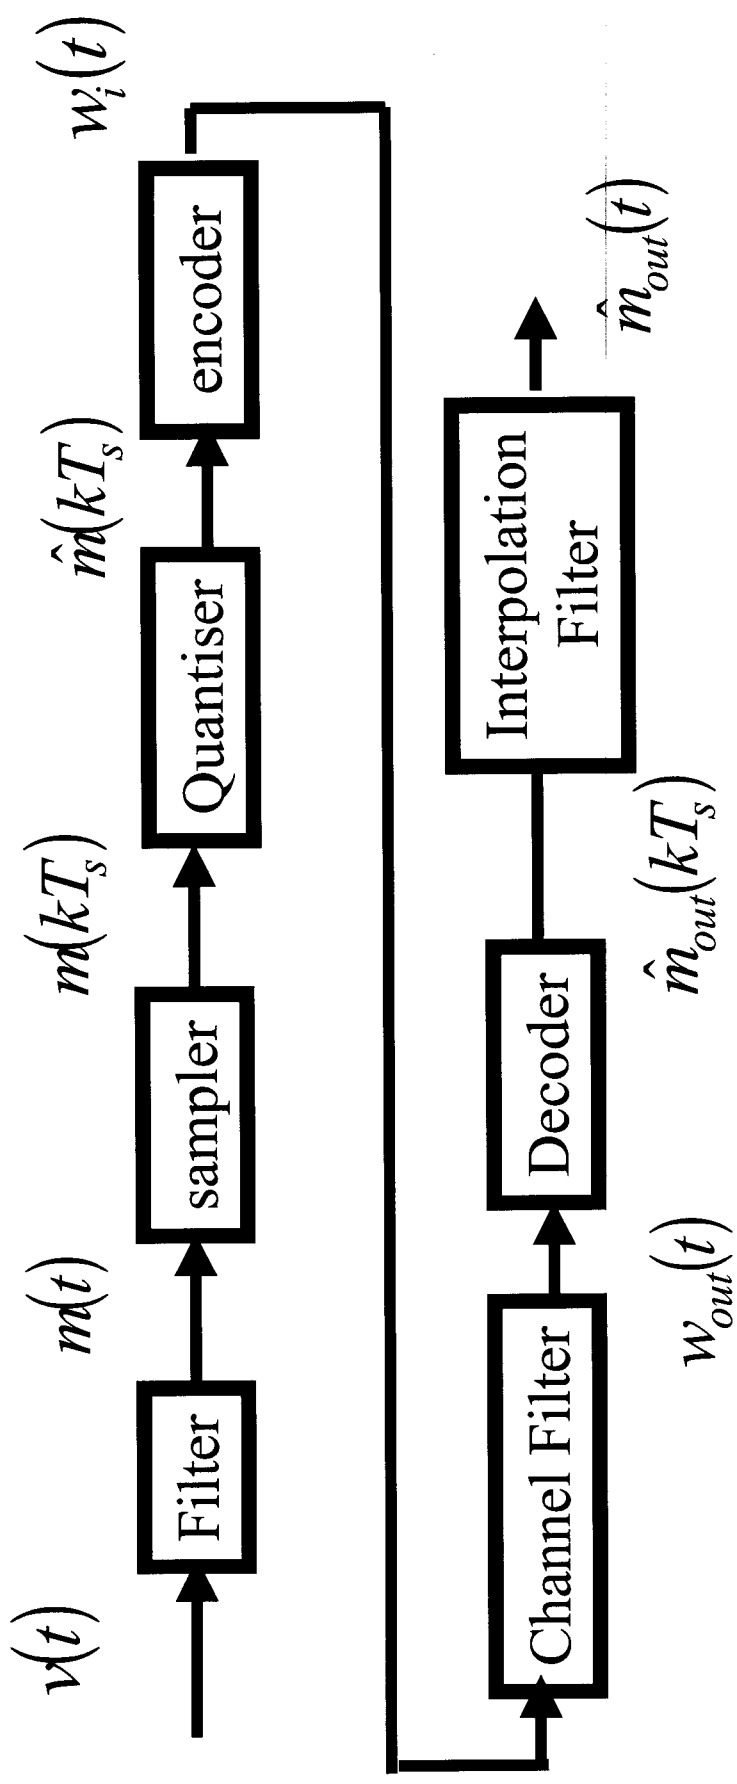 v(t) m(t) m(kT_s) m̂(kT_s) w_i(t)
Filter sampler Quantiser encoder
Channel Filter Decoder Interpolation
Filter
w_out(t) m̂_out(kT_s) m̂_out(t)